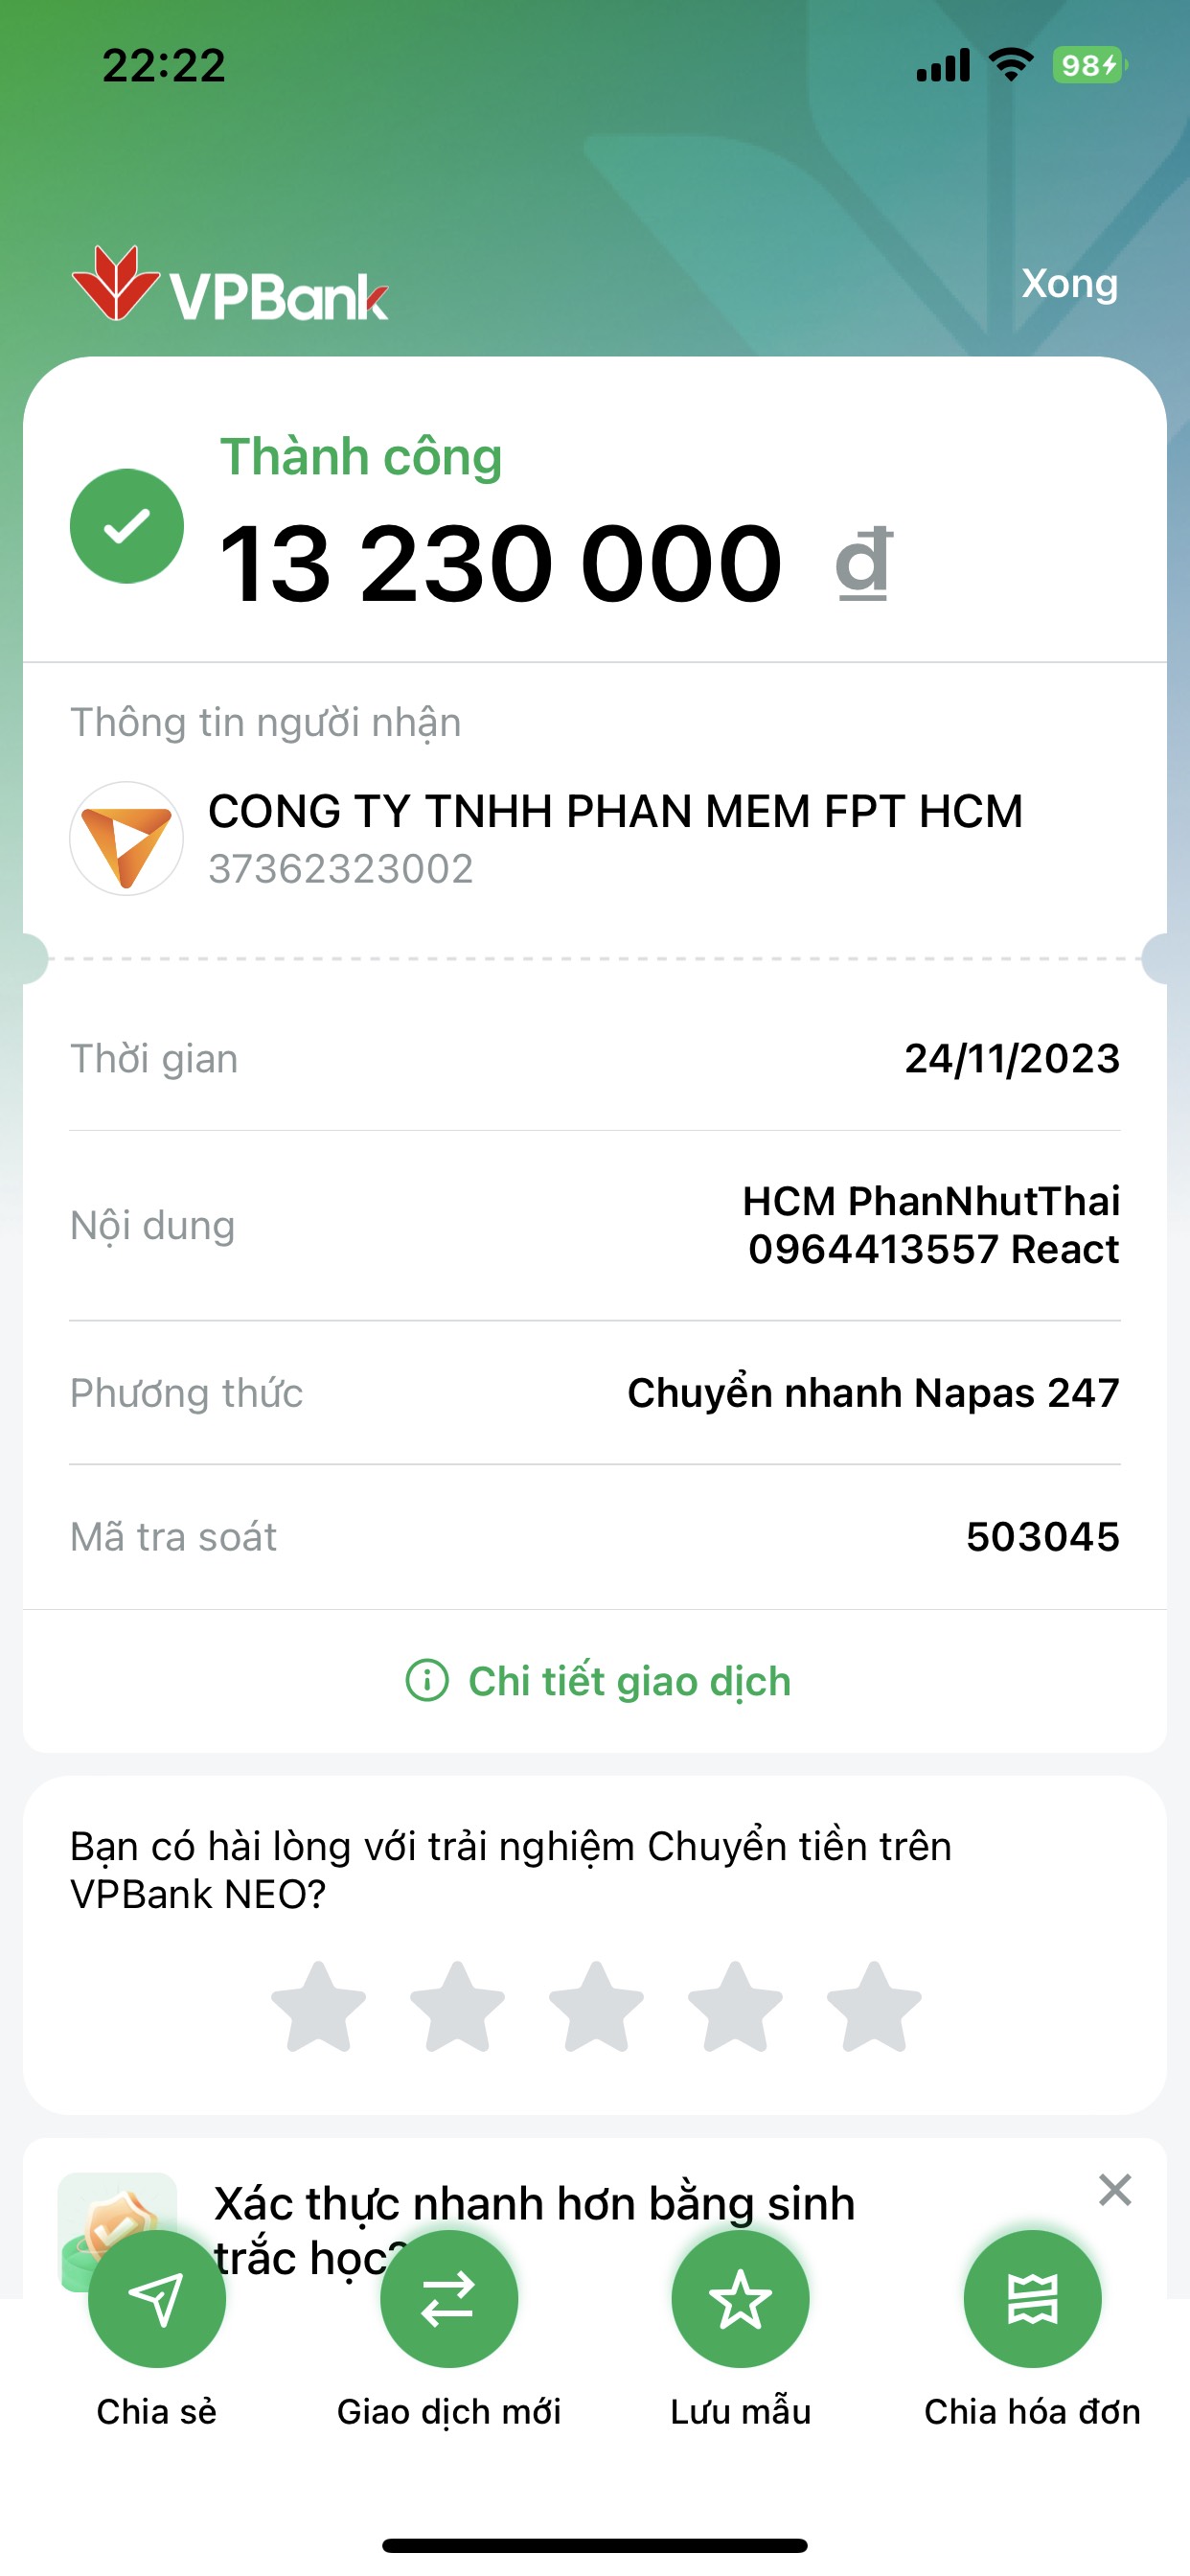 22:22
98
VPBank
Xong
Thành công
13 230 000 đ
Thông tin người nhận
CONG TY TNHH PHAN MEM FPT HCM
37362323002
Thời gian
24/11/2023
Nội dung
HCM PhanNhutThai
0964413557 React
Phương thức
Chuyển nhanh Napas 247
Mã tra soát
503045
Chi tiết giao dịch
Bạn có hài lòng với trải nghiệm Chuyển tiền trên
VPBank NEO?
Xác thực nhanh hơn bằng sinh
trắc học?
Chia sẻ
Giao dịch mới
Lưu mẫu
Chia hóa đơn